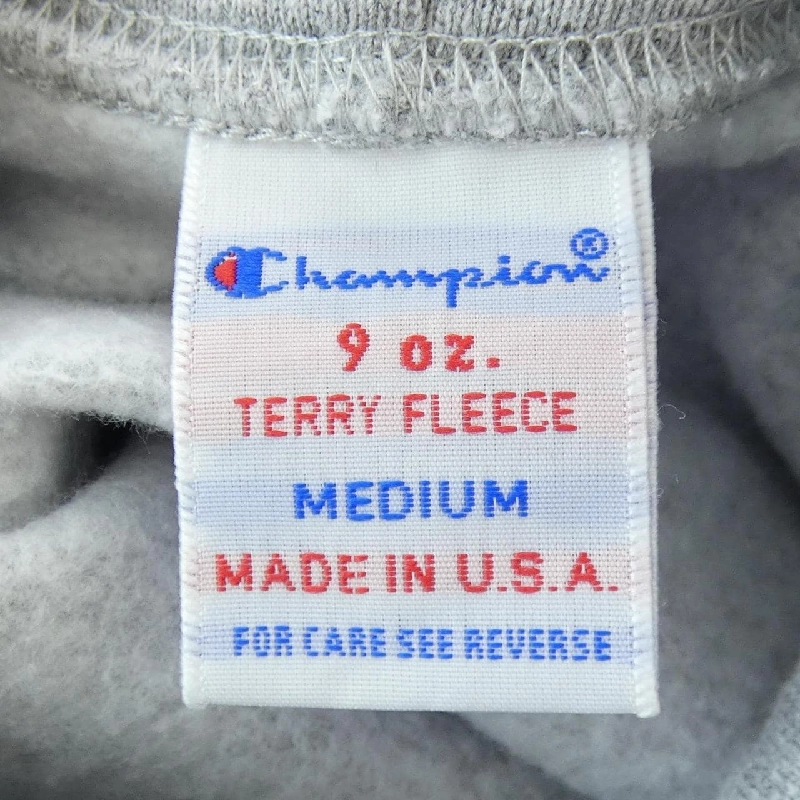 Champion®
9 oz.
TERRY FLEECE
MEDIUM
MADE IN U.S.A.
FOR CARE SEE REVERSE